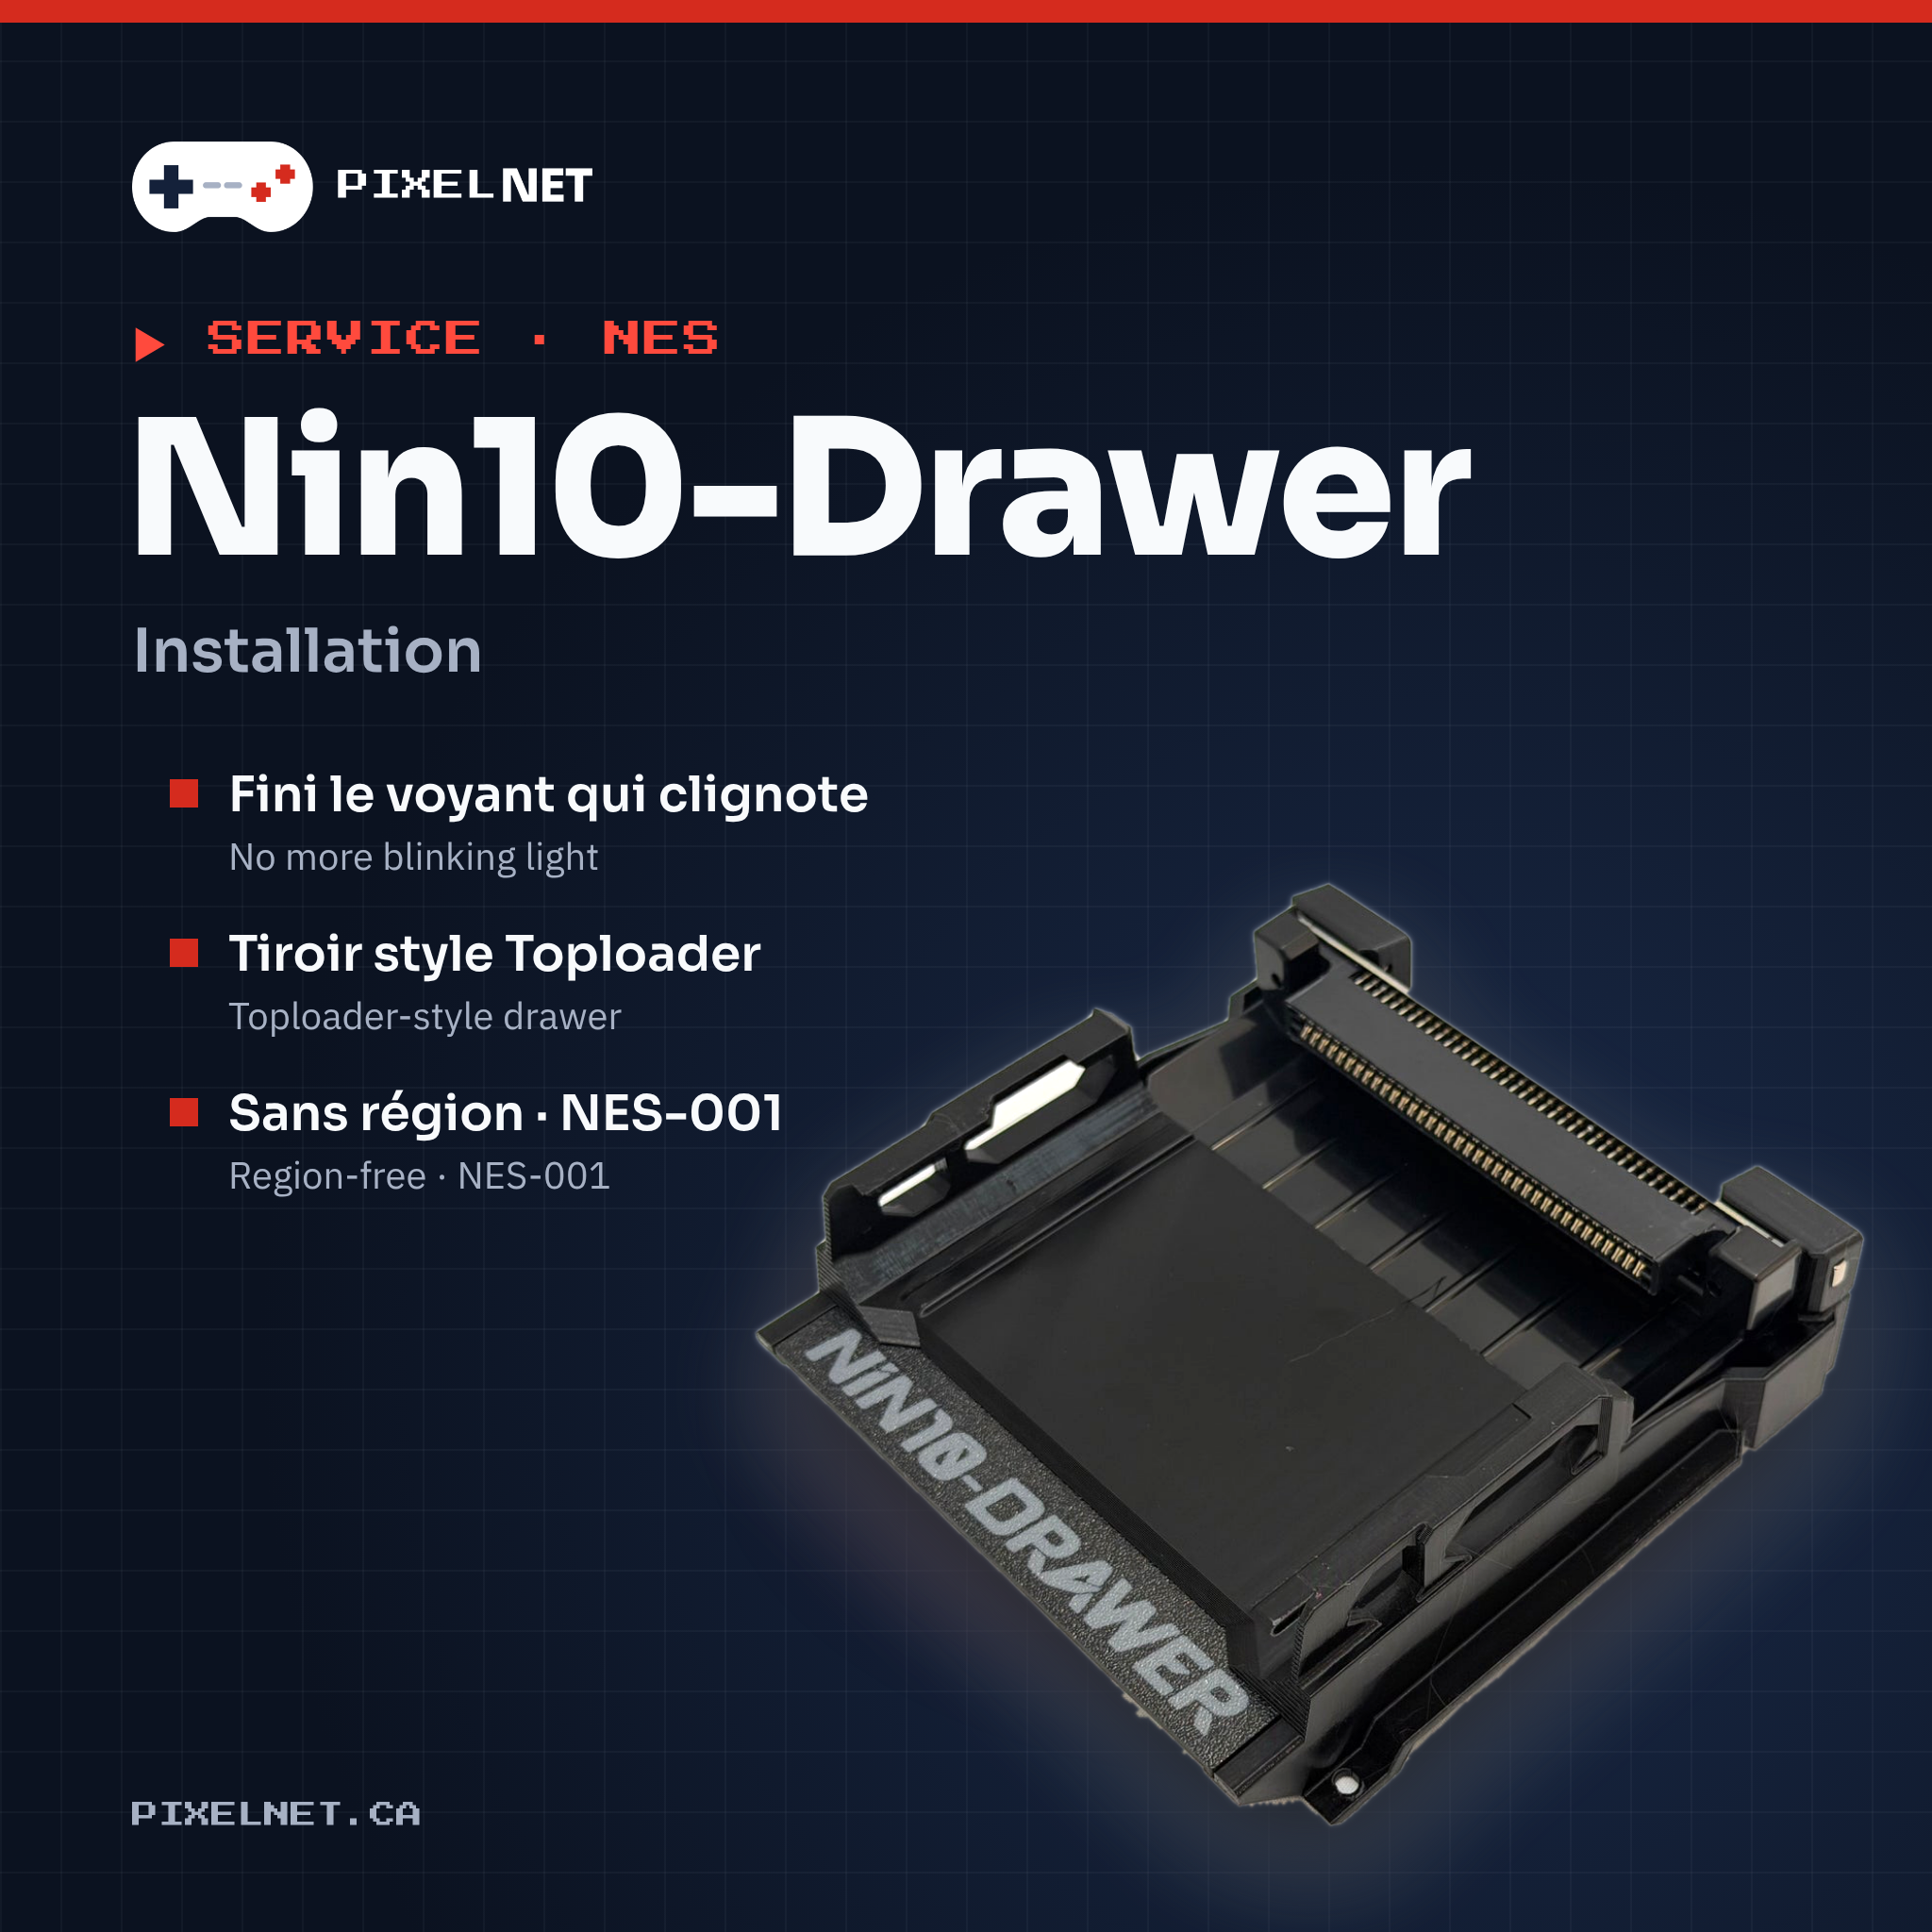 PIXELNET
SERVICE · NES
Nin10-Drawer
Installation
Fini le voyant qui clignote
No more blinking light
Tiroir style Toploader
Toploader-style drawer
Sans région · NES-001
Region-free · NES-001
NiN10-DRAWER
PIXELNET.CA